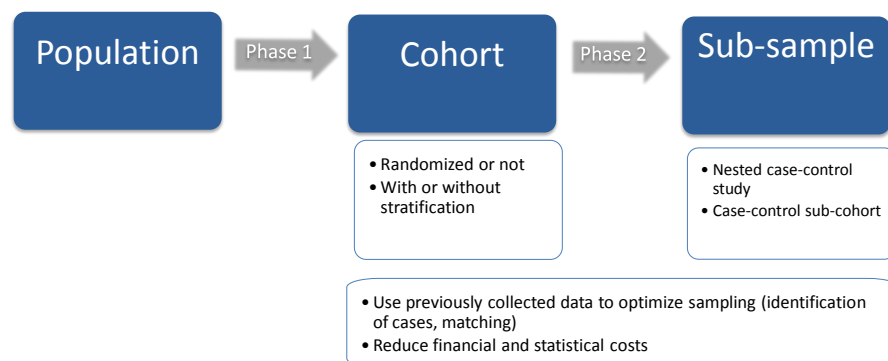 Population
Phase 1
Cohort
Phase 2
Sub-sample
• Randomized or not
• With or without
stratification
• Nested case-control
study
• Case-control sub-cohort
• Use previously collected data to optimize sampling (identification
of cases, matching)
• Reduce financial and statistical costs